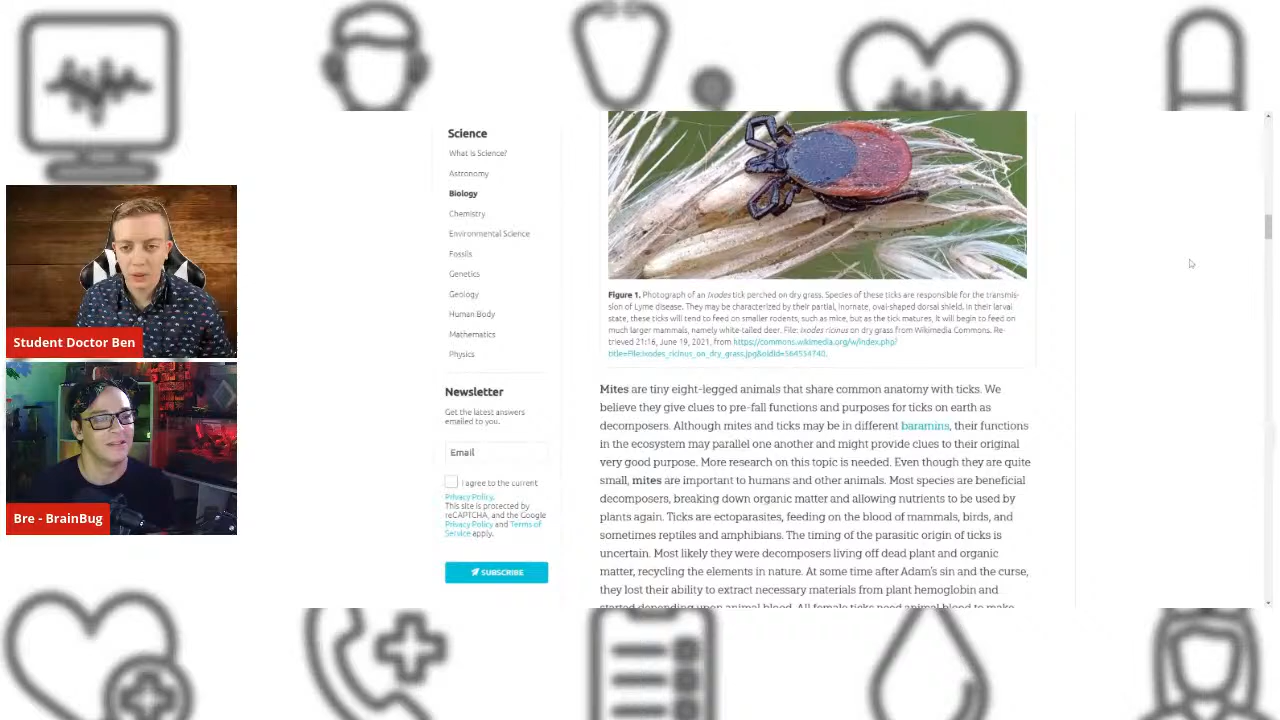 Science
What Is Science?
Astronomy
Biology
Chemistry
Environmental Science
Fossils
Genetics
Geology
Human Body
Mathematics
Physics
Newsletter
Get the latest answers
emailed to you.
Email
I agree to the current
Privacy Policy.
This site is protected by
reCAPTCHA, and the Google
Privacy Policy and Terms of
Service apply.
SUBSCRIBE
Figure 1. Photograph of an Ixodes tick perched on dry grass. Species of these ticks are responsible for the transmis-
sion of Lyme disease. They may be characterized by their partial, inornate, oval-shaped dorsal shield. In their larval
state, these ticks will tend to feed on smaller rodents, such as mice, but as the tick matures, it will begin to feed on
much larger mammals, namely white-tailed deer. File: Ixodes ricinus on dry grass from Wikimedia Commons. Re-
trieved 21:16, June 19, 2021, from https://commons.wikimedia.org/w/index.php?
title=File:Ixodes_ricinus_on_dry_grass.jpg&oldid=564534740.
Mites are tiny eight-legged animals that share common anatomy with ticks. We
believe they give clues to pre-fall functions and purposes for ticks on earth as
decomposers. Although mites and ticks may be in different baramins, their functions
in the ecosystem may parallel one another and might provide clues to their original
very good purpose. More research on this topic is needed. Even though they are quite
small, mites are important to humans and other animals. Most species are beneficial
decomposers, breaking down organic matter and allowing nutrients to be used by
plants again. Ticks are ectoparasites, feeding on the blood of mammals, birds, and
sometimes reptiles and amphibians. The timing of the parasitic origin of ticks is
uncertain. Most likely they were decomposers living off dead plant and organic
matter, recycling the elements in nature. At some time after Adam's sin and the curse,
they lost their ability to extract necessary materials from plant hemoglobin and
started depending upon animal blood. All female ticks need animal blood to make
Student Doctor Ben
Bre - BrainBug